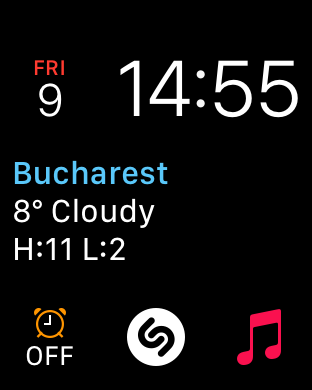 FRI
9
14:55
Bucharest
8° Cloudy
H:11 L:2
OFF